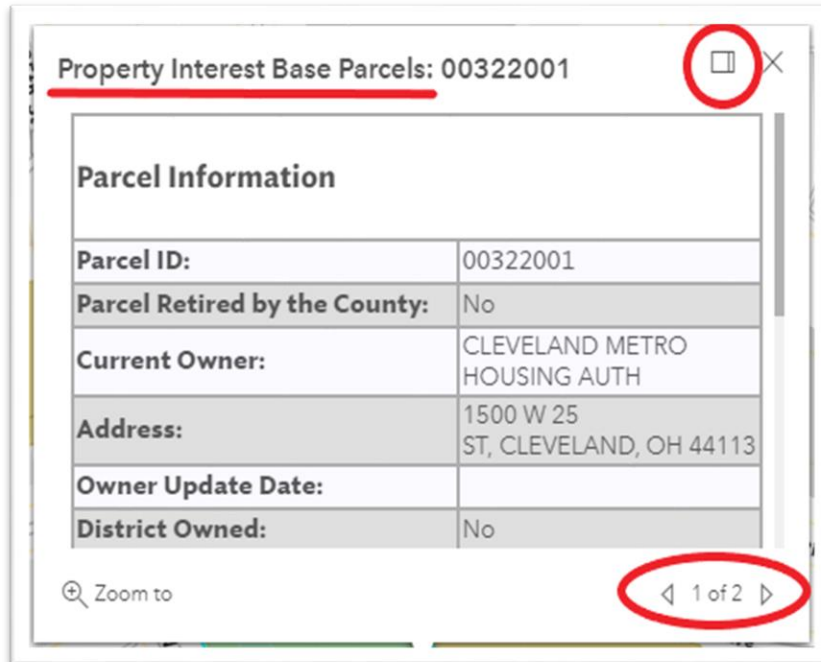 Property Interest Base Parcels: 00322001
Parcel Information
Parcel ID: 00322001
Parcel Retired by the County: No
Current Owner: CLEVELAND METRO
HOUSING AUTH
Address: 1500 W 25
ST, CLEVELAND, OH 44113
Owner Update Date:
District Owned: No
Zoom to
1 of 2